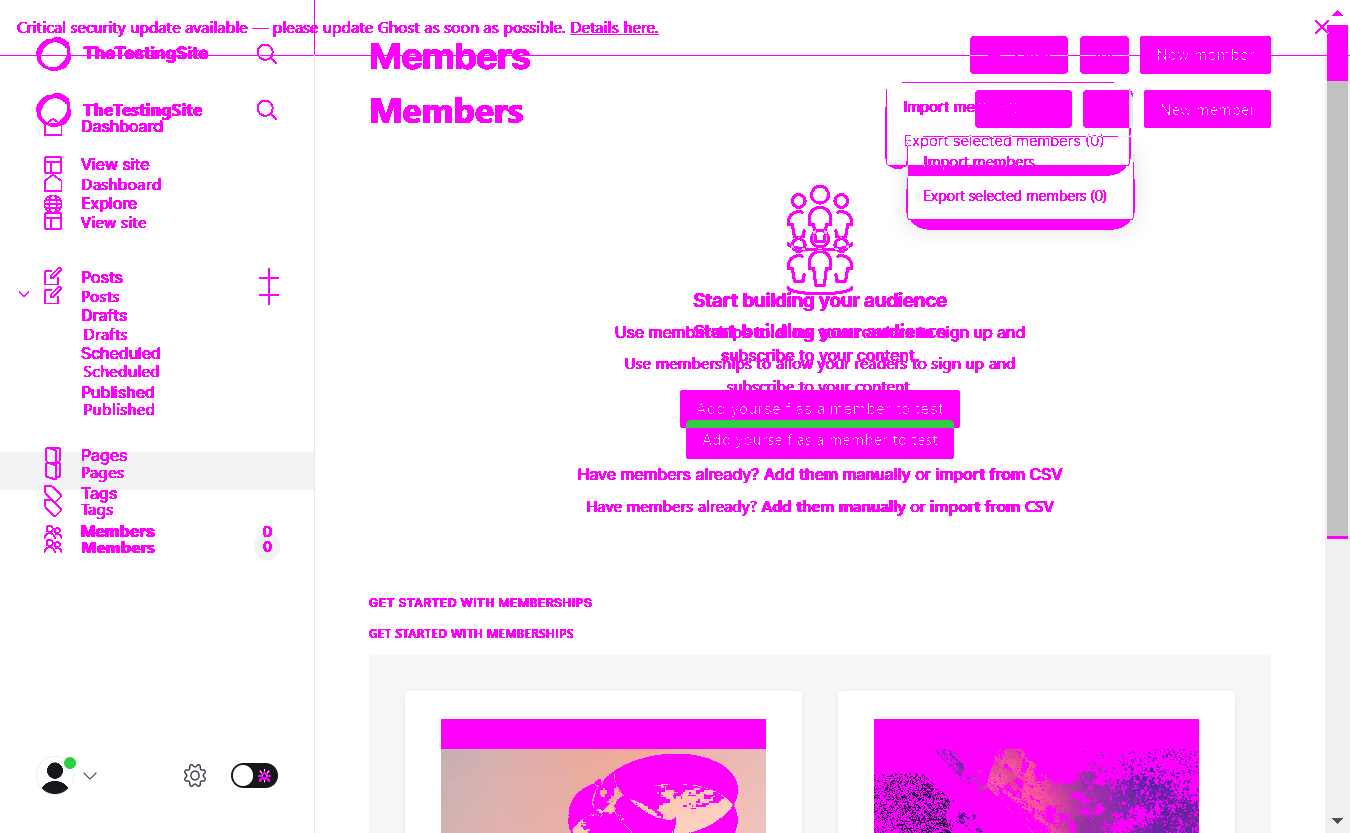 Critical security update available — please update Ghost as soon as possible. Details here.
TheTestingSite
Members
New member
TheTestingSite
Members
New member
Dashboard
Import
Export selected members (0)
View site
Import members
Dashboard
Export selected members (0)
Explore
View site
Posts
Posts
Start building your audience
Drafts
Drafts
Start building your audience
Use memberships to allow your readers to sign up and
subscribe to your content.
Scheduled
Use memberships to allow your readers to sign up and
Scheduled
subscribe to your content.
Published
Published
Add yourself as a member to test
Add yourself as a member to test
Pages
Pages
Have members already? Add them manually or import from CSV
Tags
Tags
Have members already? Add them manually or import from CSV
Members 0
Members 0
GET STARTED WITH MEMBERSHIPS
GET STARTED WITH MEMBERSHIPS